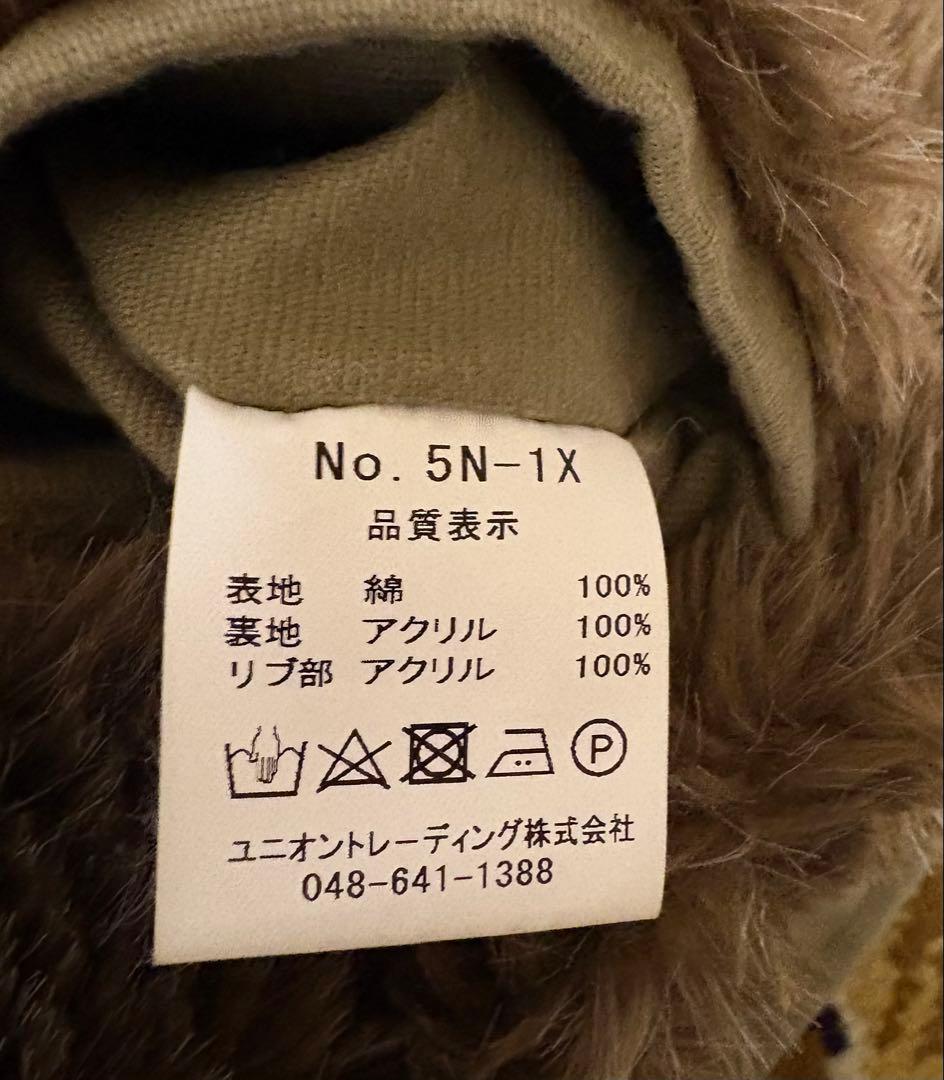 No. 5N-1X
品質表示
表地 綿 100%
裏地 アクリル 100%
リブ部 アクリル 100%
P
ユニオントレーディング株式会社
048-641-1388